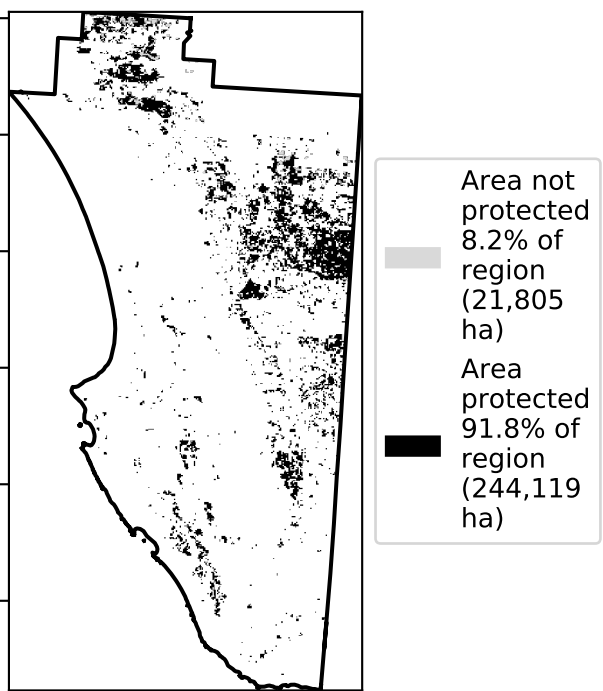 Area not
protected
8.2% of
region
(21,805
ha)
Area
protected
91.8% of
region
(244,119
ha)